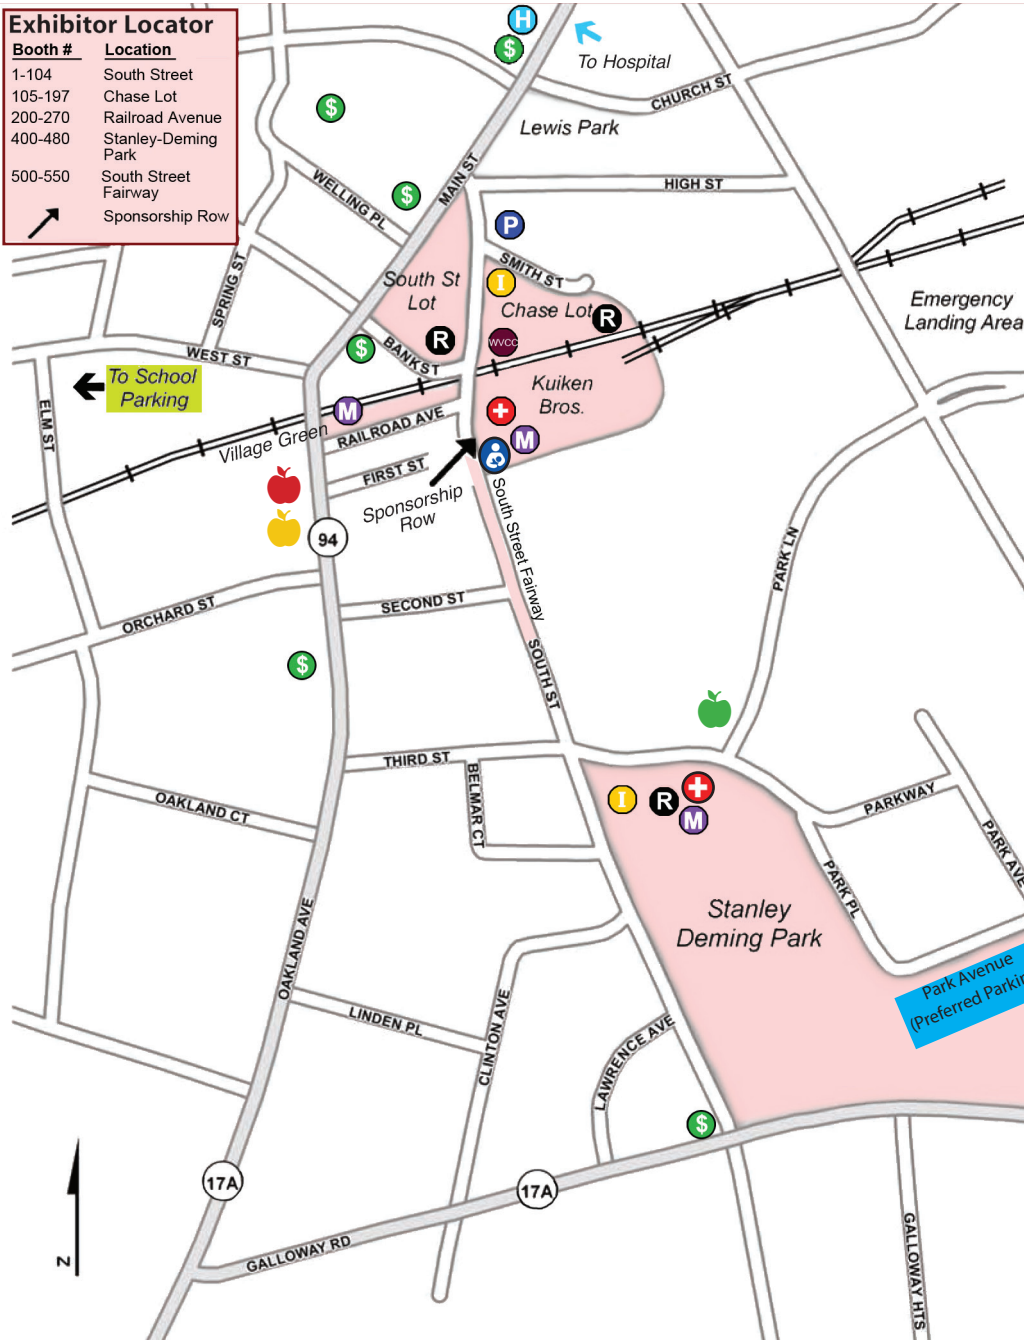 Exhibitor Locator
Booth # Location
1-104 South Street
105-197 Chase Lot
200-270 Railroad Avenue
400-480 Stanley-Deming
Park
500-550 South Street
Fairway
Sponsorship Row
H
$
To Hospital
CHURCH ST
$
Lewis Park
MAIN ST
HIGH ST
WELLING PL
$
P
SMITH ST
SPRING ST
South St
Lot
I
Chase Lot
R
Emergency
Landing Area
R
WVCC
$
BANK ST
WEST ST
To School
Parking
Kuiken
Bros.
ELM ST
M
Village Green
RAILROAD AVE
M
FIRST ST
Sponsorship
Row
South Street Fairway
94
PARK LN
ORCHARD ST
SECOND ST
$
SOUTH ST
THIRD ST
BELMAR CT
I
R
M
OAKLAND CT
PARKWAY
PARK AVE
PARK PL
Stanley
Deming Park
OAKLAND AVE
Park Avenue
(Preferred Parkin
LINDEN PL
CLINTON AVE
LAWRENCE AVE
$
17A
17A
GALLOWAY RD
GALLOWAY HTS
N